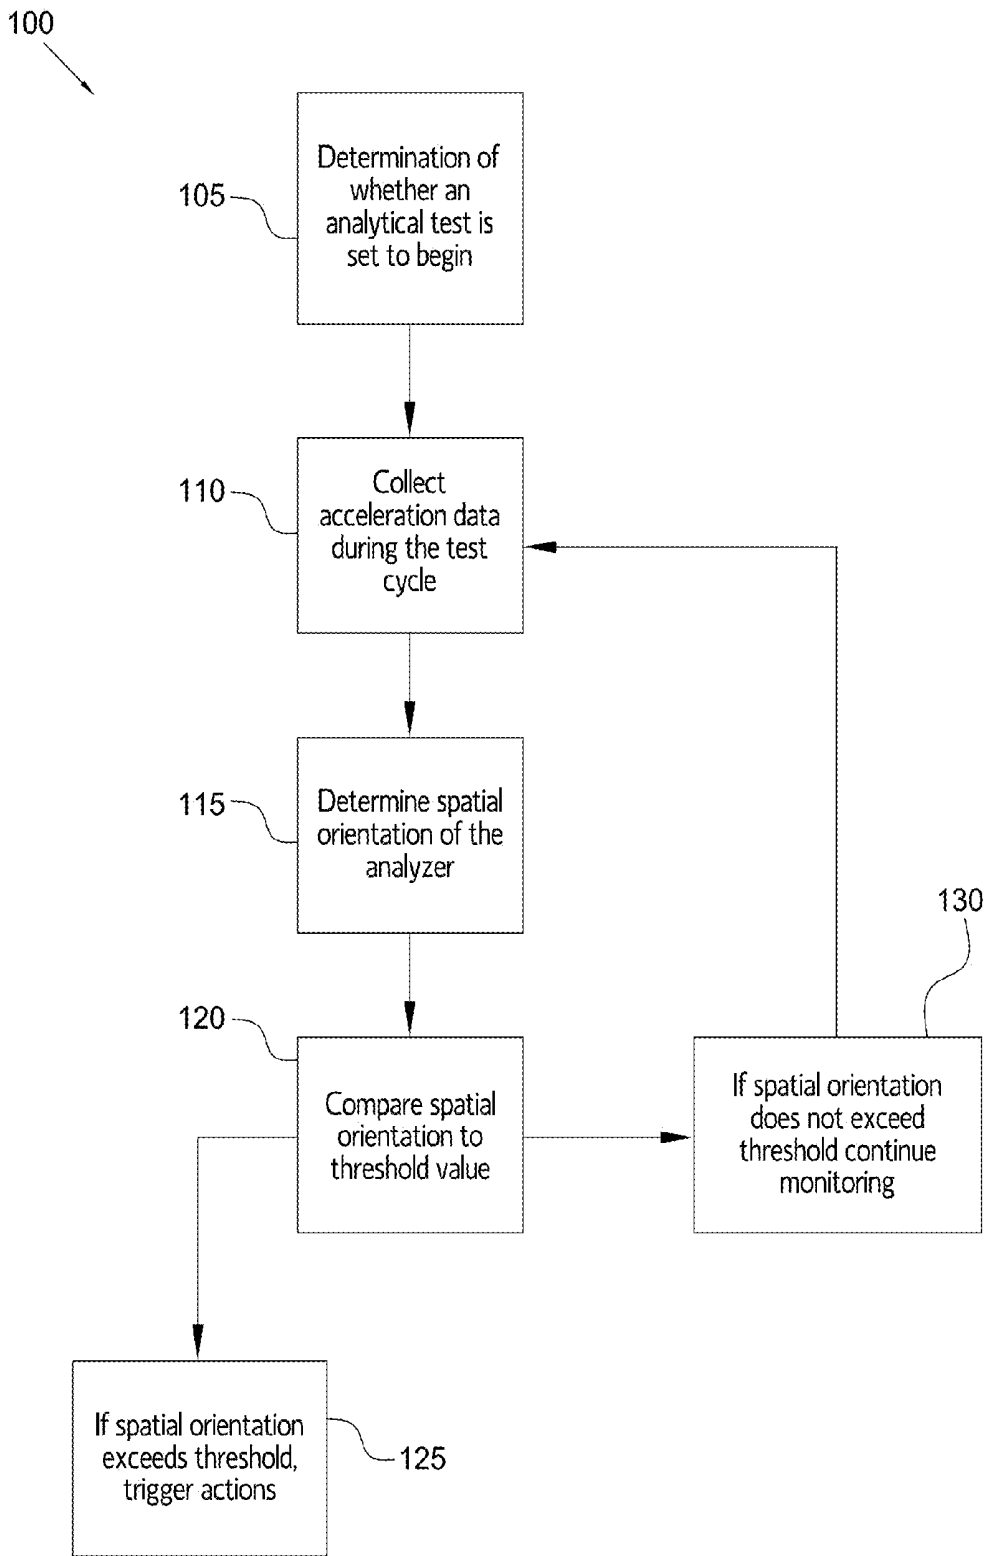 100
Determination of
whether an
analytical test is
set to begin
105
Collect
acceleration data
during the test
cycle
110
Determine spatial
orientation of the
analyzer
115
Compare spatial
orientation to
threshold value
120
If spatial orientation
does not exceed
threshold continue
monitoring
130
If spatial orientation
exceeds threshold,
trigger actions
125